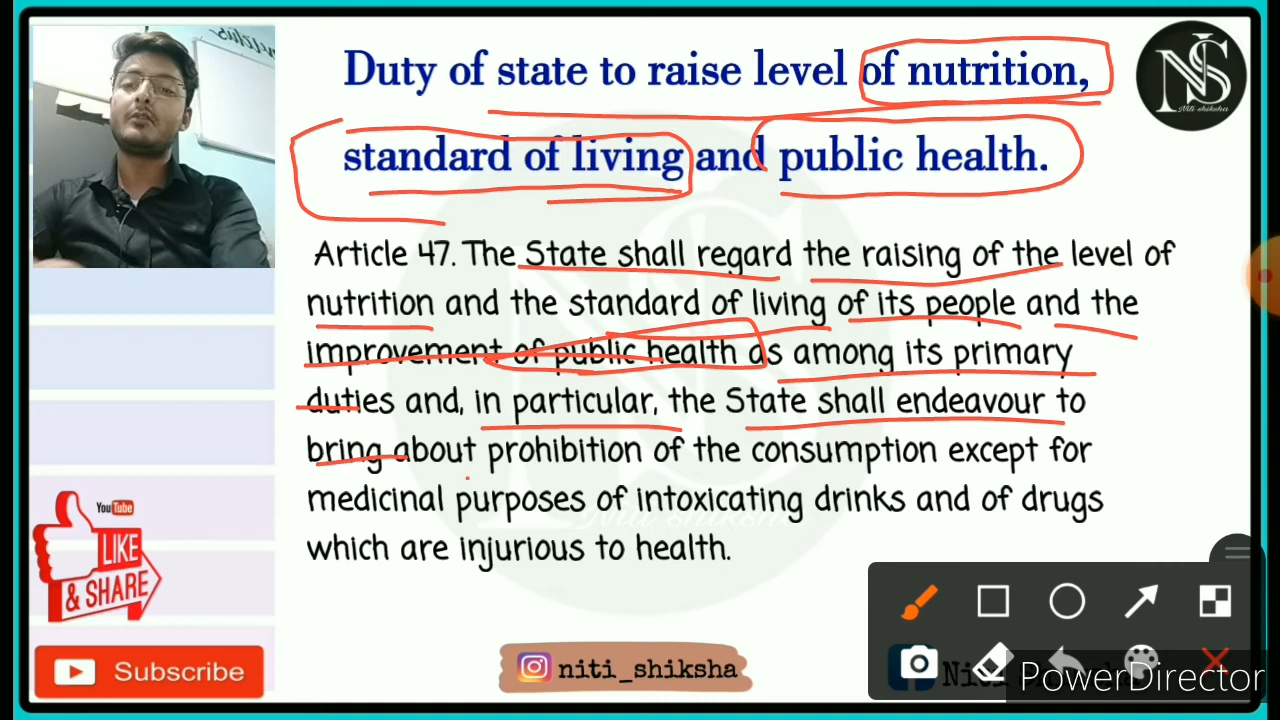 Duty of state to raise level of nutrition,
standard of living and public health.
NS
Niti shiksha
Article 47. The State shall regard the raising of the level of
nutrition and the standard of living of its people and the
improvement of public health as among its primary
duties and, in particular, the State shall endeavour to
bring about prohibition of the consumption except for
medicinal purposes of intoxicating drinks and of drugs
which are injurious to health.
YouTube
LIKE
& SHARE
Subscribe
niti_shiksha
PowerDirector